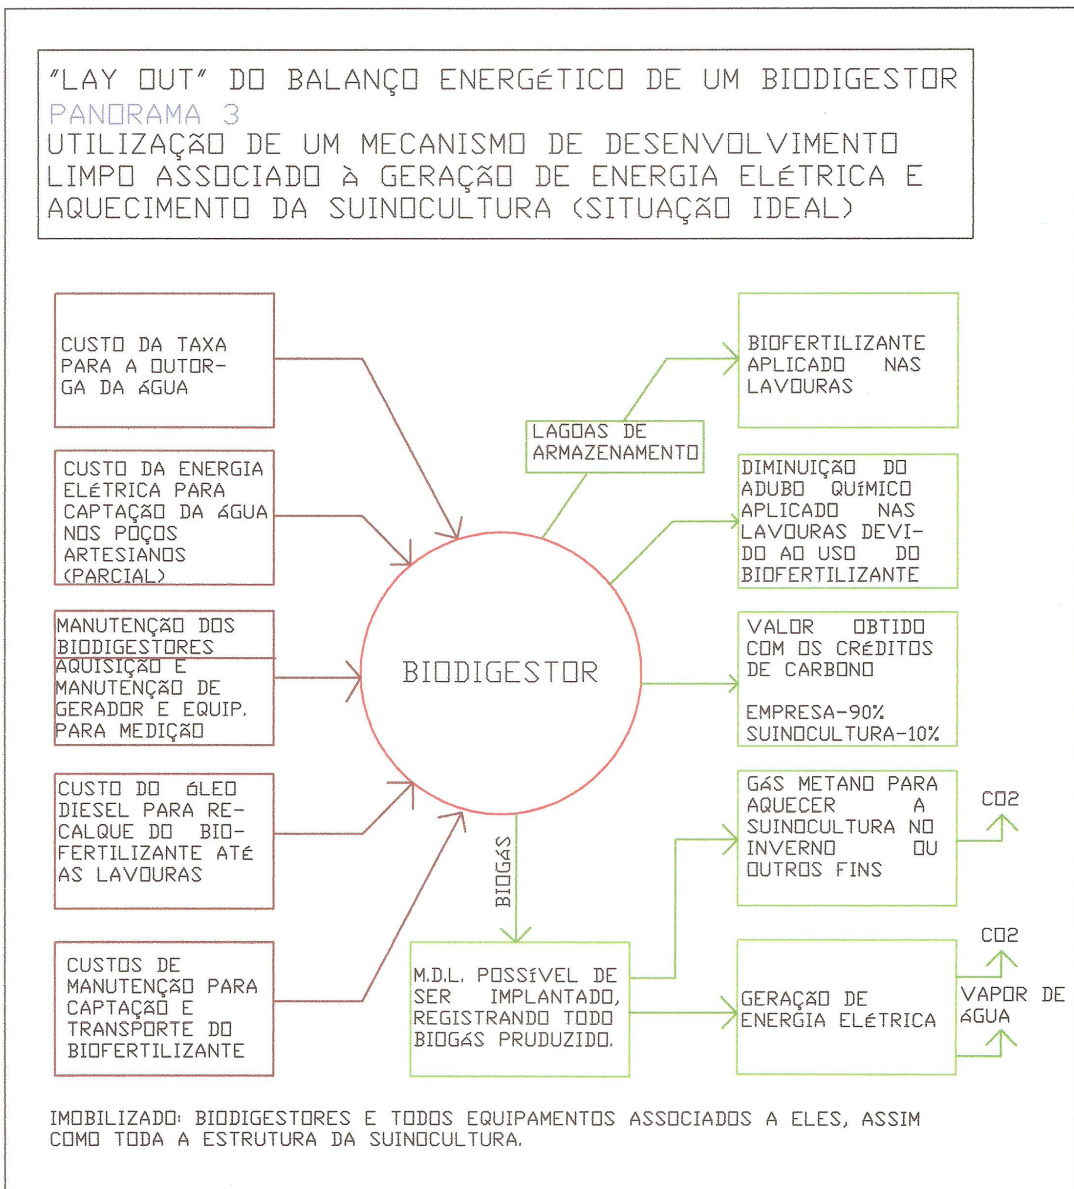 "LAY OUT" DO BALANÇO ENERGÉTICO DE UM BIODIGESTOR
PANORAMA 3
UTILIZAÇÃO DE UM MECANISMO DE DESENVOLVIMENTO
LIMPO ASSOCIADO À GERAÇÃO DE ENERGIA ELÉTRICA E
AQUECIMENTO DA SUINOCULTURA (SITUAÇÃO IDEAL)
CUSTO DA TAXA
PARA A OUTOR-
GA DA ÁGUA
CUSTO DA ENERGIA
ELÉTRICA PARA
CAPTAÇÃO DA ÁGUA
NOS POÇOS
ARTESIANOS
(PARCIAL)
MANUTENÇÃO DOS
BIODIGESTORES
AQUISIÇÃO E
MANUTENÇÃO DE
GERADOR E EQUIP.
PARA MEDIÇÃO
CUSTO DO ÓLEO
DIESEL PARA RE-
CALQUE DO BIO-
FERTILIZANTE ATÉ
AS LAVOURAS
CUSTOS DE
MANUTENÇÃO PARA
CAPTAÇÃO E
TRANSPORTE DO
BIOFERTILIZANTE
BIODIGESTOR
LAGOAS DE
ARMAZENAMENTO
BIOGÁS
M.D.L. POSSÍVEL DE
SER IMPLANTADO,
REGISTRANDO TODO
BIOGÁS PRUDUZIDO.
BIOFERTILIZANTE
APLICADO NAS
LAVOURAS
DIMINUIÇÃO DO
ADUBO QUÍMICO
APLICADO NAS
LAVOURAS DEVI-
DO AO USO DO
BIOFERTILIZANTE
VALOR OBTIDO
COM OS CRÉDITOS
DE CARBONO
EMPRESA-90%
SUINOCULTURA-10%
GÁS METANO PARA
AQUECER A
SUINOCULTURA NO
INVERNO OU
OUTROS FINS
CO2
GERAÇÃO DE
ENERGIA ELÉTRICA
CO2
VAPOR DE
ÁGUA
IMOBILIZADO: BIODIGESTORES E TODOS EQUIPAMENTOS ASSOCIADOS A ELES, ASSIM
COMO TODA A ESTRUTURA DA SUINOCULTURA.